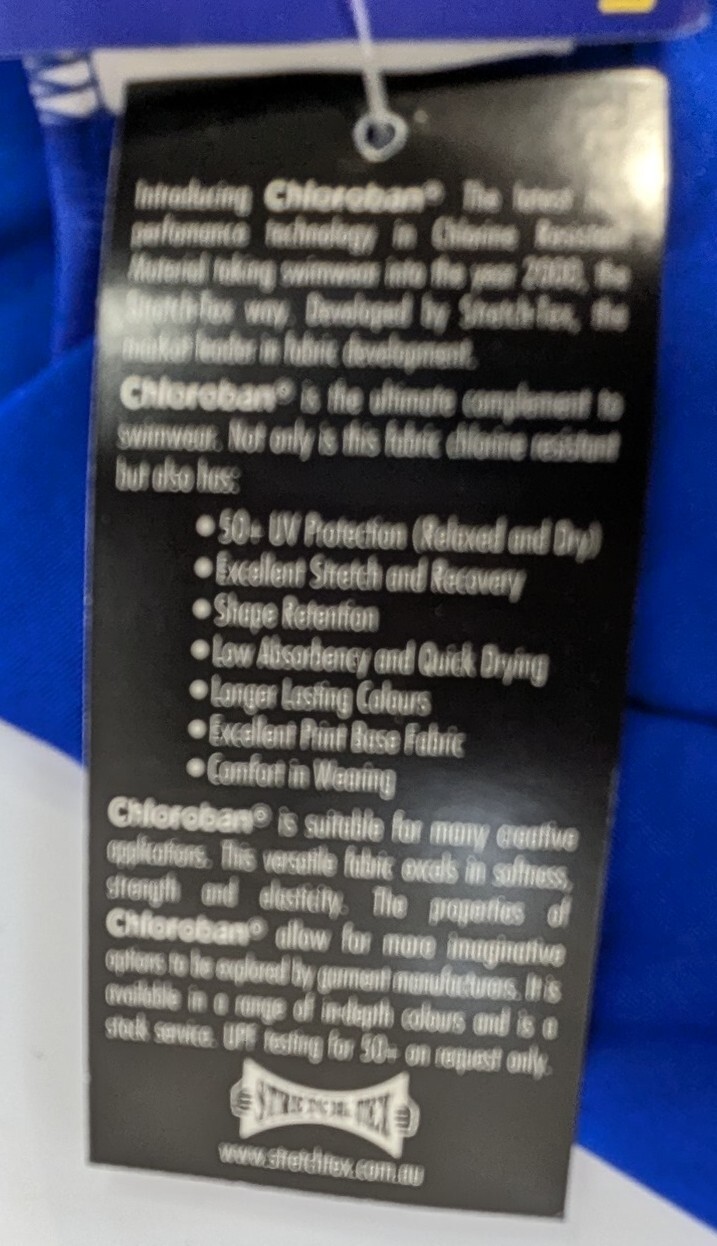 Introducing Chloroban® The latest
perfomance technology in Chlorine Resistant
Material taking swimwear into the year 2000, the
Stretch-Tex way. Developed by Stretch-Tex, the
market leader in fabric development.
Chloroban® is the ultimate complement to
swimwear. Not only is this fabric chlorine resistant
but also has:
• 50+ UV Protection (Relaxed and Dry)
• Excellent Stretch and Recovery
• Shape Retention
• Low Absorbency and Quick Drying
• Longer Lasting Colours
• Excellent Print Base Fabric
• Comfort in Wearing
Chloroban® is suitable for many creative
applications. This versatile fabric excels in softness,
strength and elasticity. The properties of
Chloroban® allow for more imaginative
options to be explored by garment manufacturers. It is
available in a range of in-depth colours and is a
stock service. UPF testing for 50+ on request only.
STRETCH-TEX
www.stretchtex.com.au